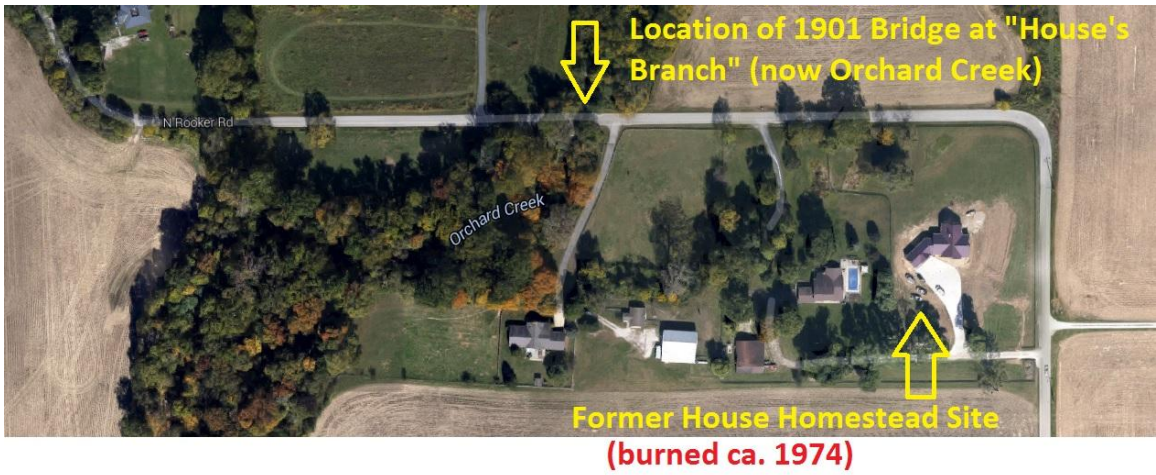 Location of 1901 Bridge at "House's
Branch" (now Orchard Creek)
N Rooker Rd
Orchard Creek
Former House Homestead Site
(burned ca. 1974)